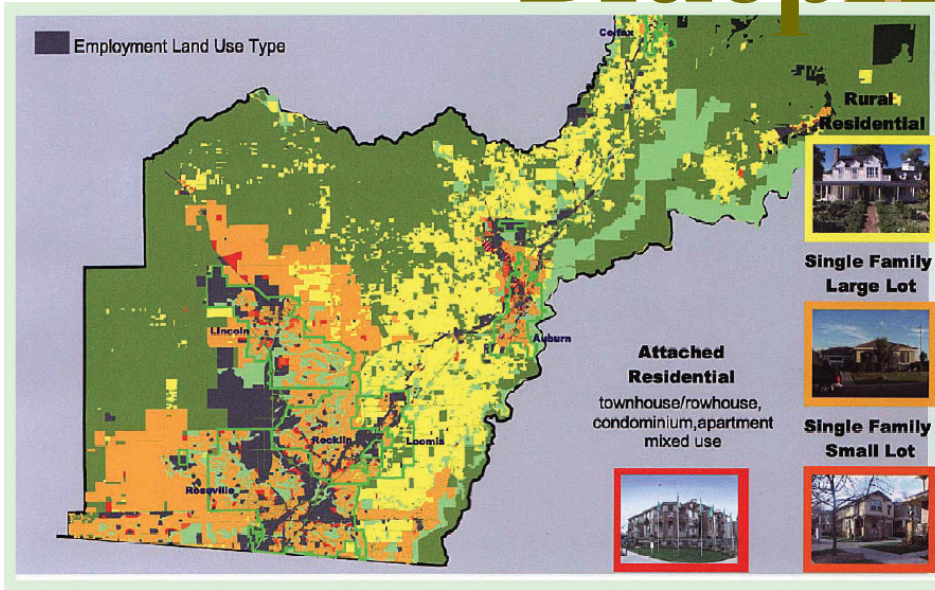 Employment Land Use Type
Colfax
Rural
Residential
Single Family
Large Lot
Lincoln
Auburn
Attached
Residential
townhouse/rowhouse,
condominium,apartment
mixed use
Single Family
Small Lot
Rocklin
Loomis
Roseville